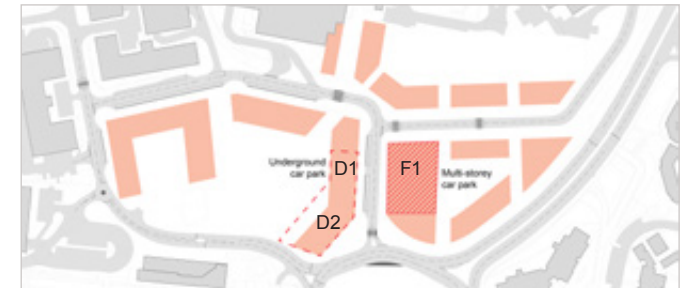 Underground
car park
D1
D2
F1
Multi-storey
car park